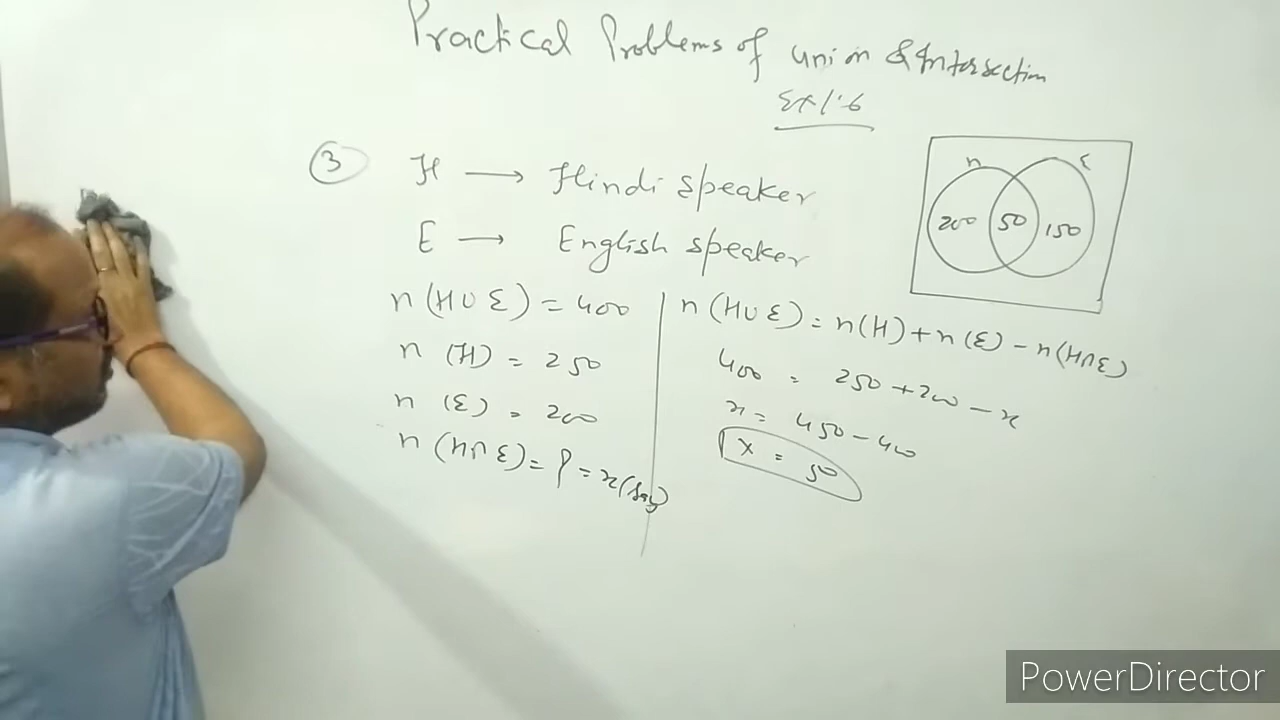 Practical Problems of Union & Intersection
Ex 1.6
3
H → Hindi speaker
E → English speaker
n (H∪E) = 400
n (H) = 250
n (E) = 200
n (H∩E) = ? = x (say)
n (H∪E) = n(H) + n(E) - n(H∩E)
400 = 250 + 200 - x
x = 450 - 400
x = 50
H E
200 50 150
PowerDirector